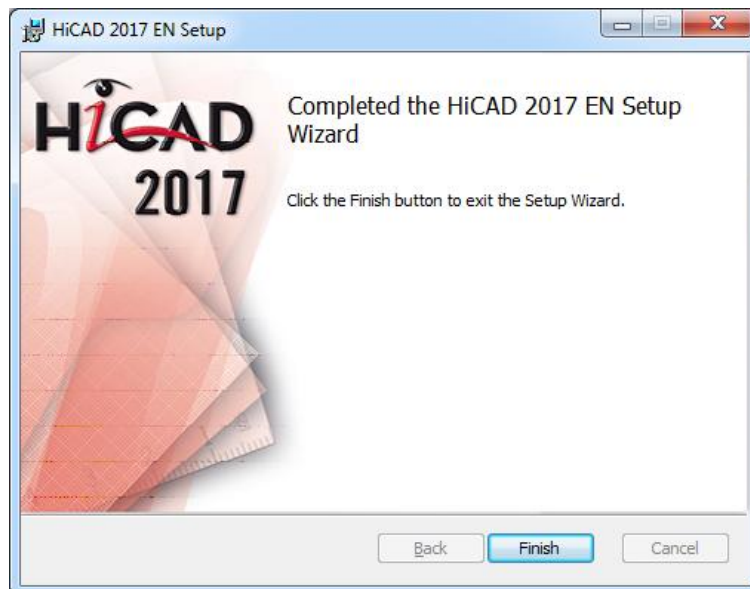 HiCAD 2017 EN Setup
HiCAD
2017
Completed the HiCAD 2017 EN Setup
Wizard
Click the Finish button to exit the Setup Wizard.
Back
Finish
Cancel